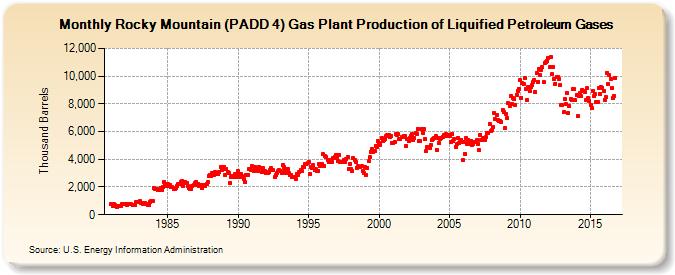 Monthly Rocky Mountain (PADD 4) Gas Plant Production of Liquified Petroleum Gases
Thousand Barrels
12,000
10,000
8,000
6,000
4,000
2,000
0
1985 1990 1995 2000 2005 2010 2015
Source: U.S. Energy Information Administration